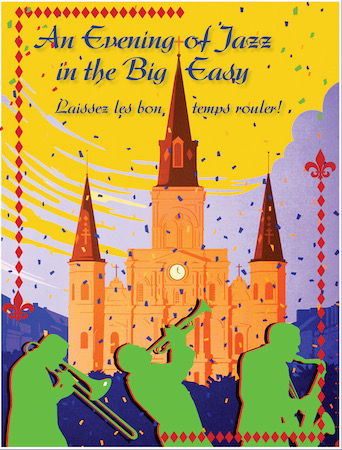 An Evening of Jazz
in the Big Easy
Laissez les bon temps rouler!